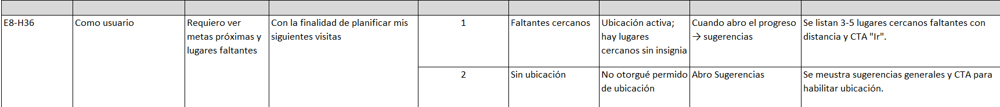 E8-H36
Como usuario
Requiero ver
metas próximas y
lugares faltantes
Con la finalidad de planificar mis
siguientes visitas
1
Faltantes cercanos
Ubicación activa;
hay lugares
cercanos sin insignia
Cuando abro el progreso
→ sugerencias
Se listan 3-5 lugares cercanos faltantes con
distancia y CTA "Ir".
2
Sin ubicación
No otorgué permido
de ubicación
Abro Sugerencias
Se meustra sugerencias generales y CTA para
habilitar ubicación.